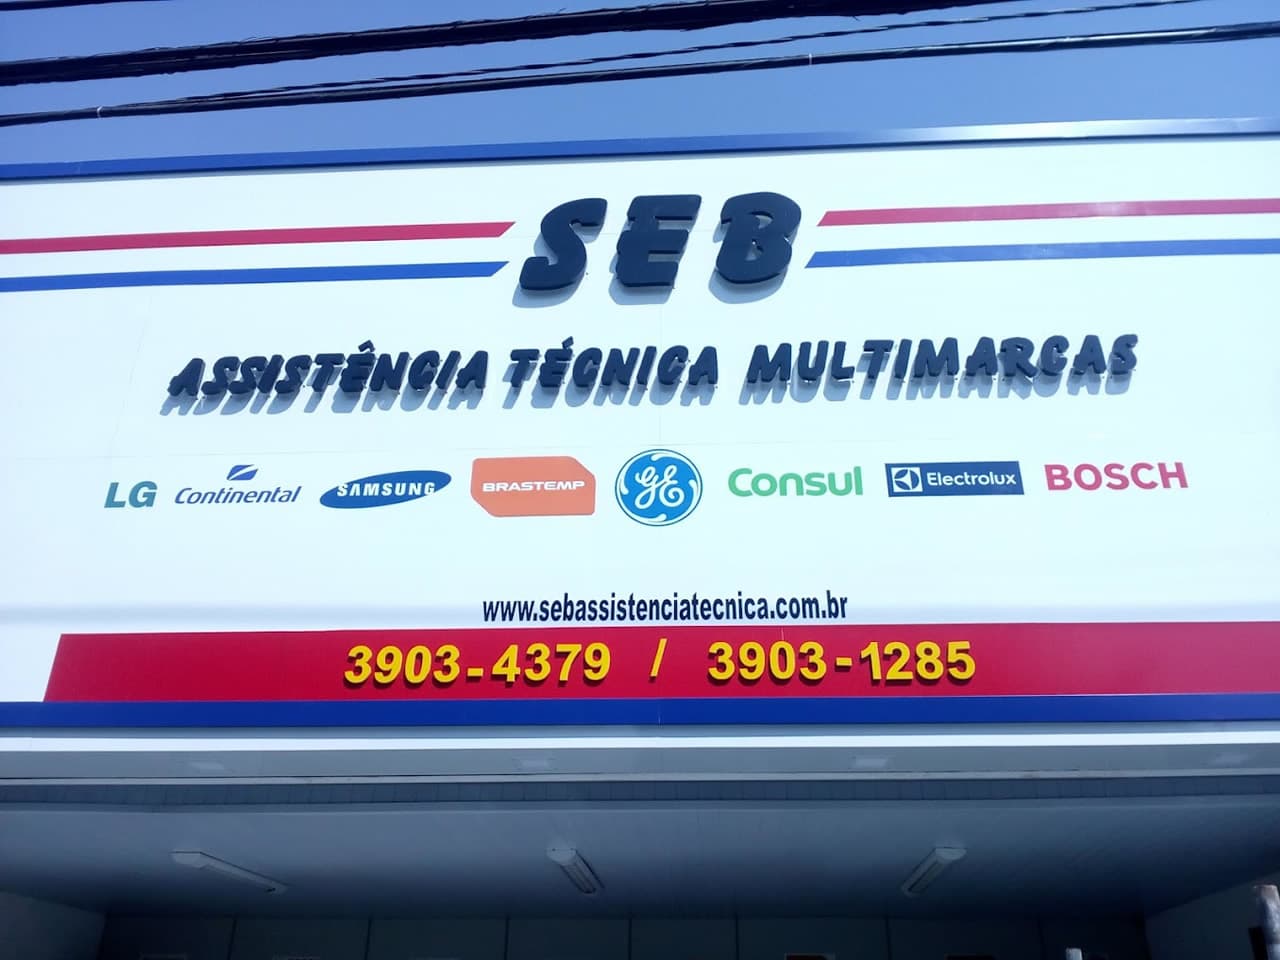 SEB
ASSISTÊNCIA TÉCNICA MULTIMARCAS
LG Continental SAMSUNG BRASTEMP GE Consul Electrolux BOSCH
www.sebassistenciatecnica.com.br
3903-4379 / 3903-1285